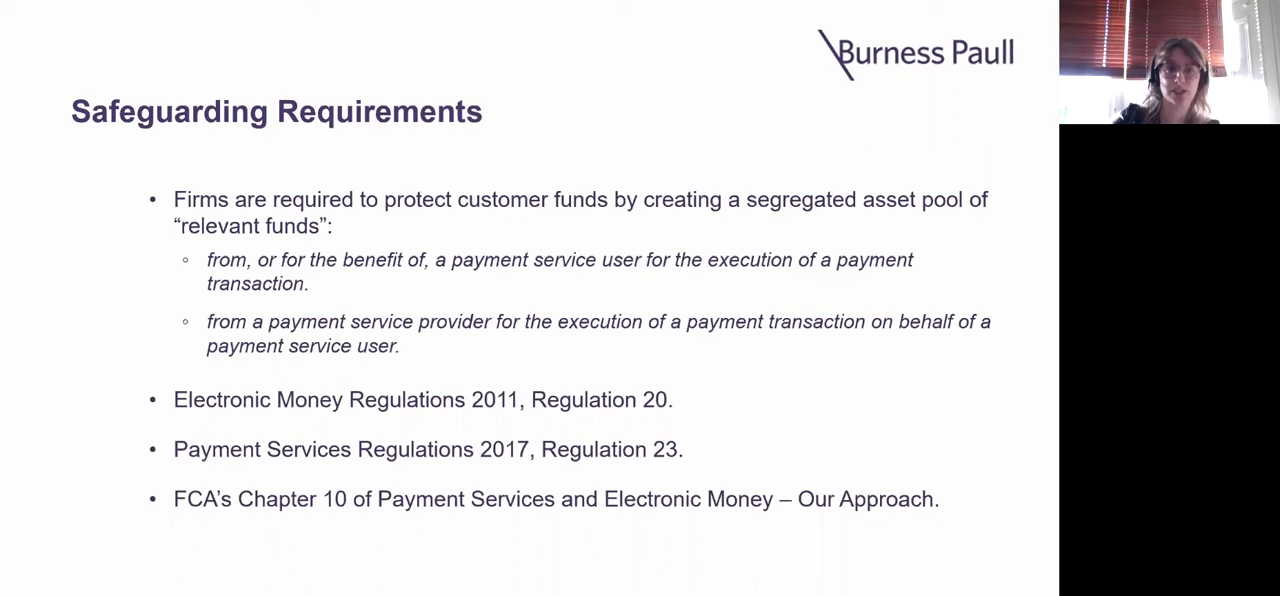 Burness Paull
Safeguarding Requirements
• Firms are required to protect customer funds by creating a segregated asset pool of
“relevant funds”:
◦ from, or for the benefit of, a payment service user for the execution of a payment
transaction.
◦ from a payment service provider for the execution of a payment transaction on behalf of a
payment service user.
• Electronic Money Regulations 2011, Regulation 20.
• Payment Services Regulations 2017, Regulation 23.
• FCA’s Chapter 10 of Payment Services and Electronic Money – Our Approach.